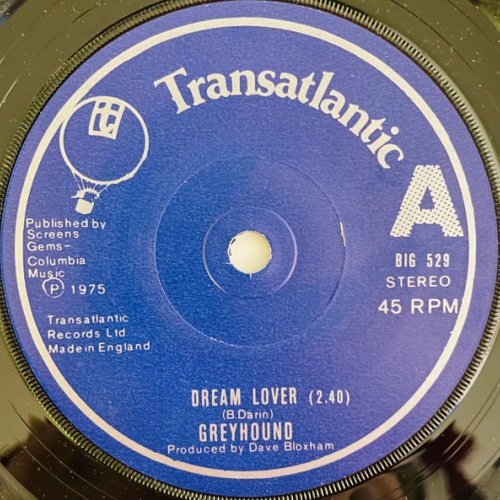 Transatlantic
A
Published by
Screens
Gems-
Columbia
Music
P 1975
BIG 529
STEREO
45 RPM
Transatlantic
Records Ltd
Made in England
DREAM LOVER (2.40)
(B.Darin)
GREYHOUND
Produced by Dave Bloxham